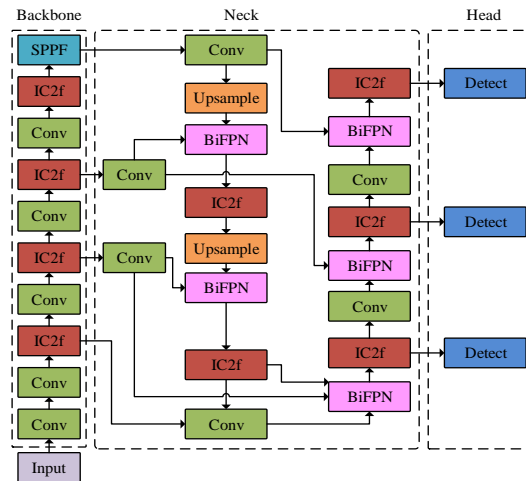 Backbone
Neck
Head
SPPF
IC2f
Conv
IC2f
Conv
IC2f
Conv
IC2f
Conv
Conv
Input
Conv
Upsample
BiFPN
Conv
IC2f
Upsample
Conv
BiFPN
IC2f
Conv
IC2f
BiFPN
Conv
IC2f
BiFPN
Conv
IC2f
BiFPN
Detect
Detect
Detect